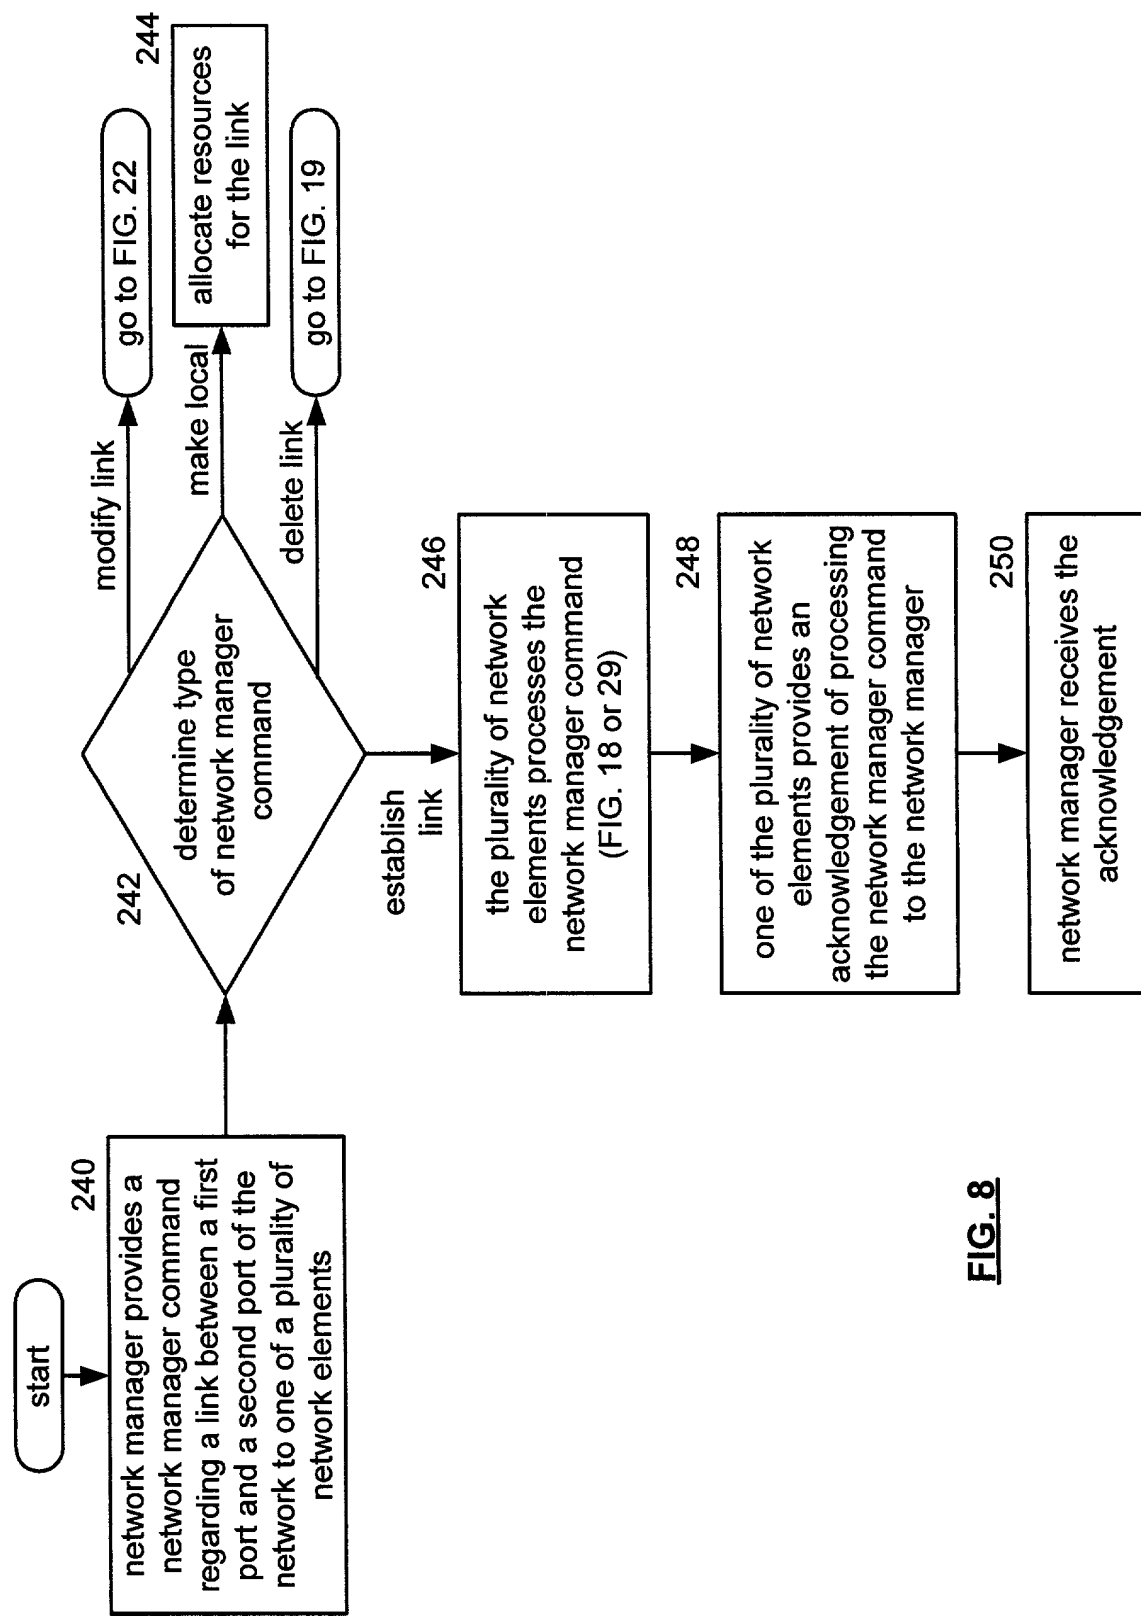 start
240
network manager provides a
network manager command
regarding a link between a first
port and a second port of the
network to one of a plurality of
network elements
242
determine type
of network manager
command
modify link
go to FIG. 22
make local
244
allocate resources
for the link
delete link
go to FIG. 19
establish
link
246
the plurality of network
elements processes the
network manager command
(FIG. 18 or 29)
248
one of the plurality of network
elements provides an
acknowledgement of processing
the network manager command
to the network manager
250
network manager receives the
acknowledgement
FIG. 8